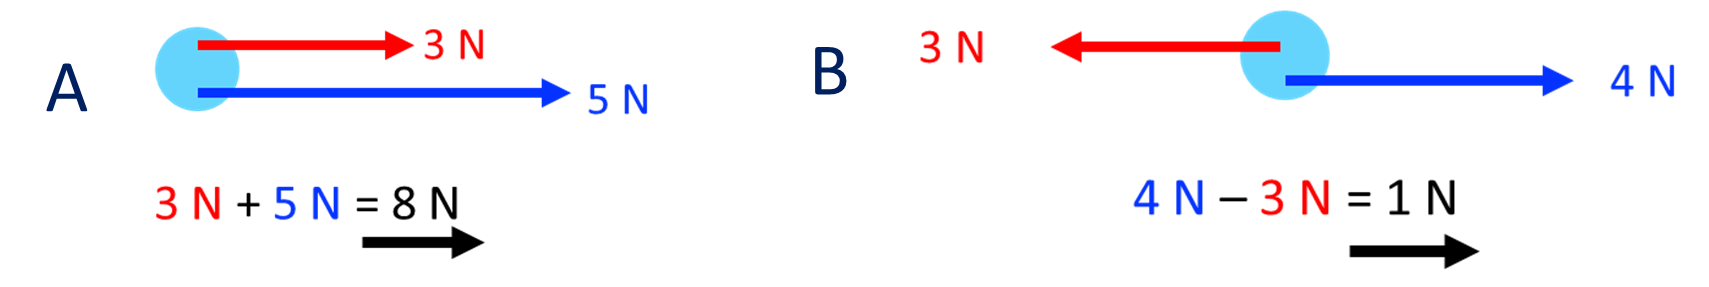 A
3 N
5 N
3 N + 5 N = 8 N
B
3 N
4 N
4 N – 3 N = 1 N